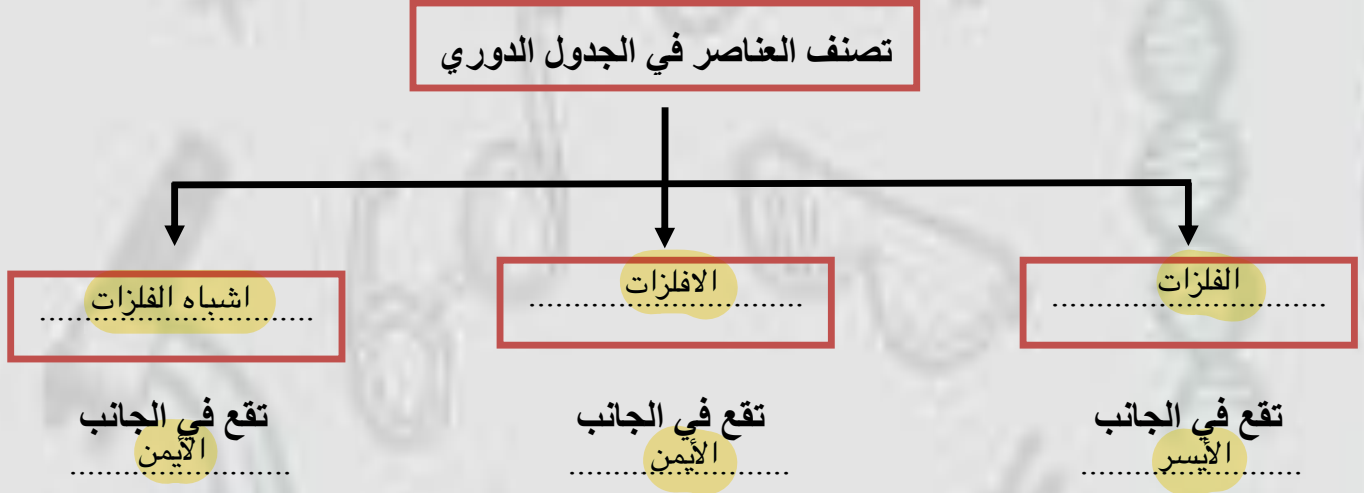 تصنف العناصر في الجدول الدوري
الفلزات
الافلزات
اشباه الفلزات
تقع في الجانب
الأيسر
تقع في الجانب
الأيمن
تقع في الجانب
الأيمن